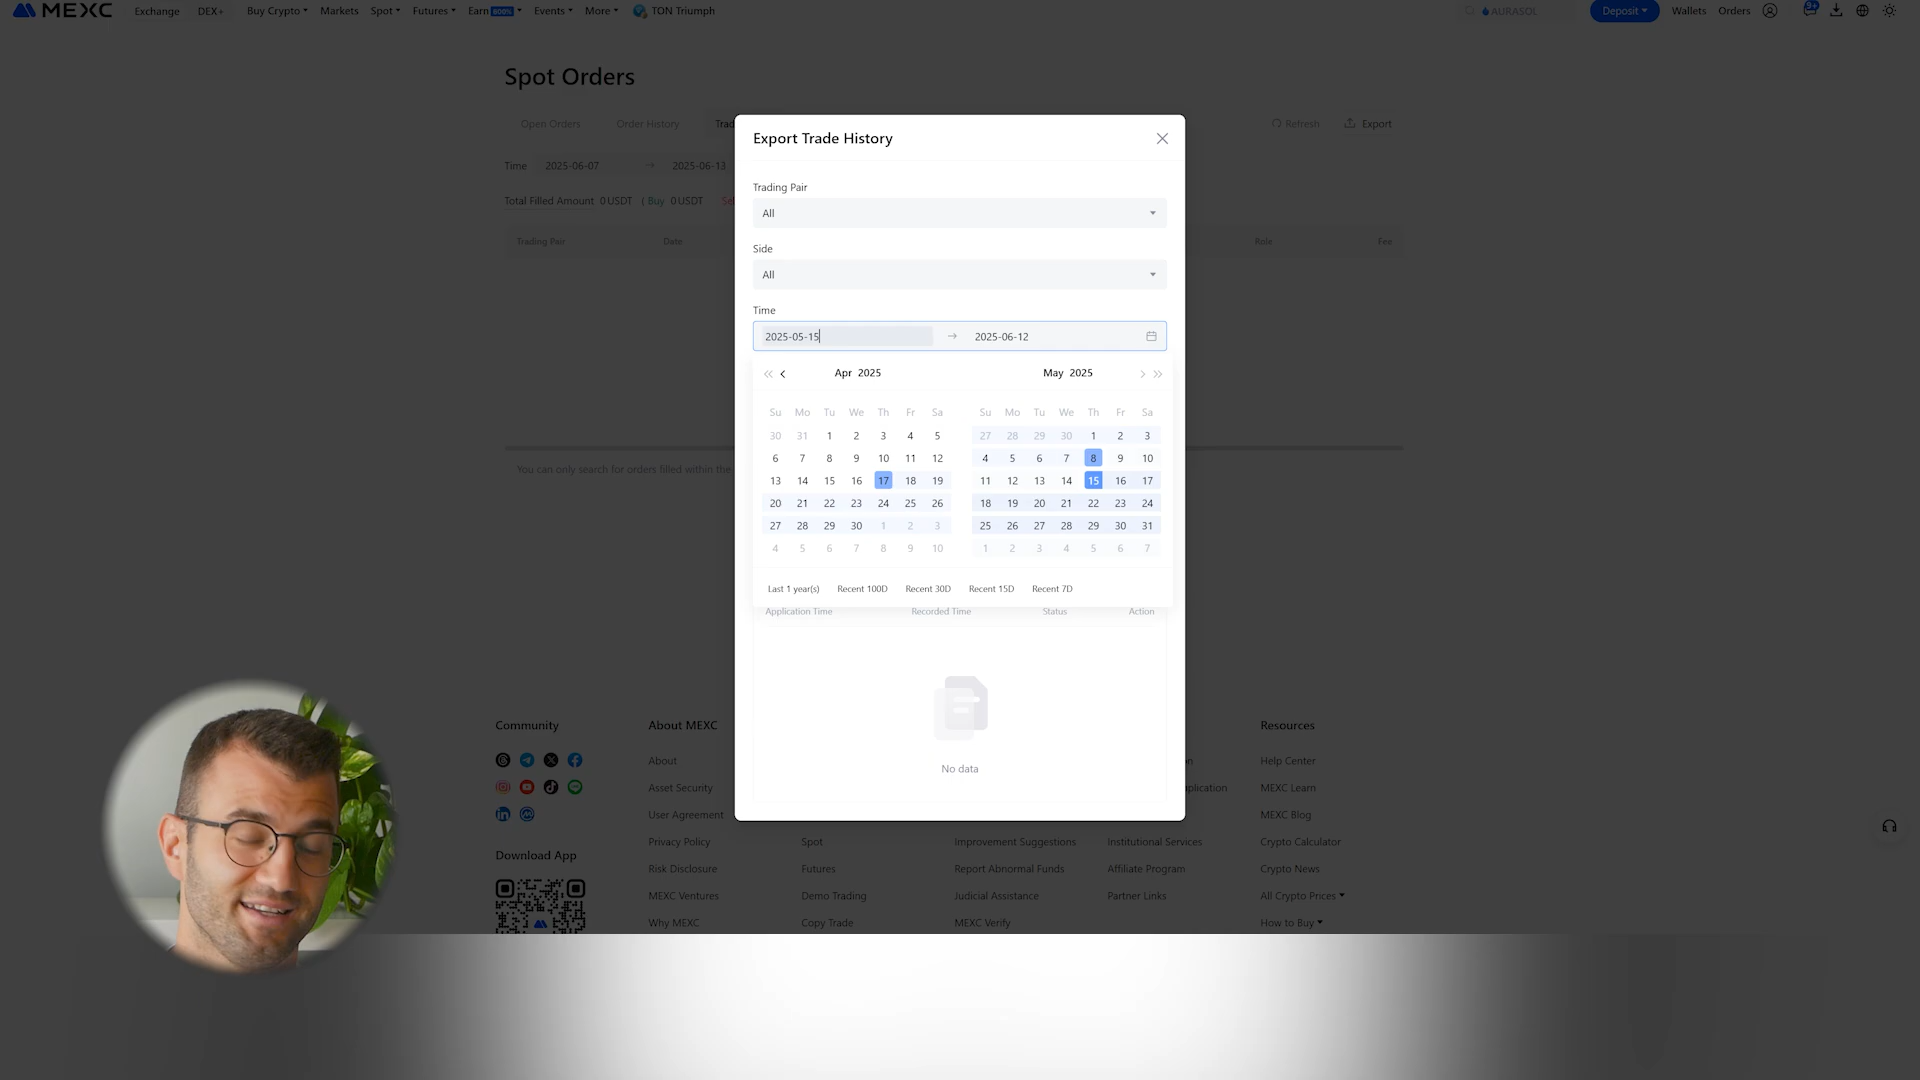 MEXC Exchange DEX+ Buy Crypto Markets Spot Futures Earn 600% Events More TON Triumph AURASOL Deposit Wallets Orders 9+
Spot Orders
Open Orders Order History Trad Refresh Export
Time 2025-06-07 → 2025-06-13
Total Filled Amount 0 USDT ( Buy 0 USDT Sel
Trading Pair Date Role Fee
You can only search for orders filled within the
Export Trade History
Trading Pair
All
Side
All
Time
2025-05-15 → 2025-06-12
Apr 2025 May 2025
Su Mo Tu We Th Fr Sa Su Mo Tu We Th Fr Sa
30 31 1 2 3 4 5 27 28 29 30 1 2 3
6 7 8 9 10 11 12 4 5 6 7 8 9 10
13 14 15 16 17 18 19 11 12 13 14 15 16 17
20 21 22 23 24 25 26 18 19 20 21 22 23 24
27 28 29 30 1 2 3 25 26 27 28 29 30 31
4 5 6 7 8 9 10 1 2 3 4 5 6 7
Last 1 year(s) Recent 100D Recent 30D Recent 15D Recent 7D
Application Time Recorded Time Status Action
No data
Community
Download App
About MEXC
About
Asset Security
User Agreement
Privacy Policy
Risk Disclosure
MEXC Ventures
Why MEXC
Spot
Futures
Demo Trading
Copy Trade
Improvement Suggestions
Report Abnormal Funds
Judicial Assistance
MEXC Verify
n
plication
Institutional Services
Affiliate Program
Partner Links
Resources
Help Center
MEXC Learn
MEXC Blog
Crypto Calculator
Crypto News
All Crypto Prices
How to Buy